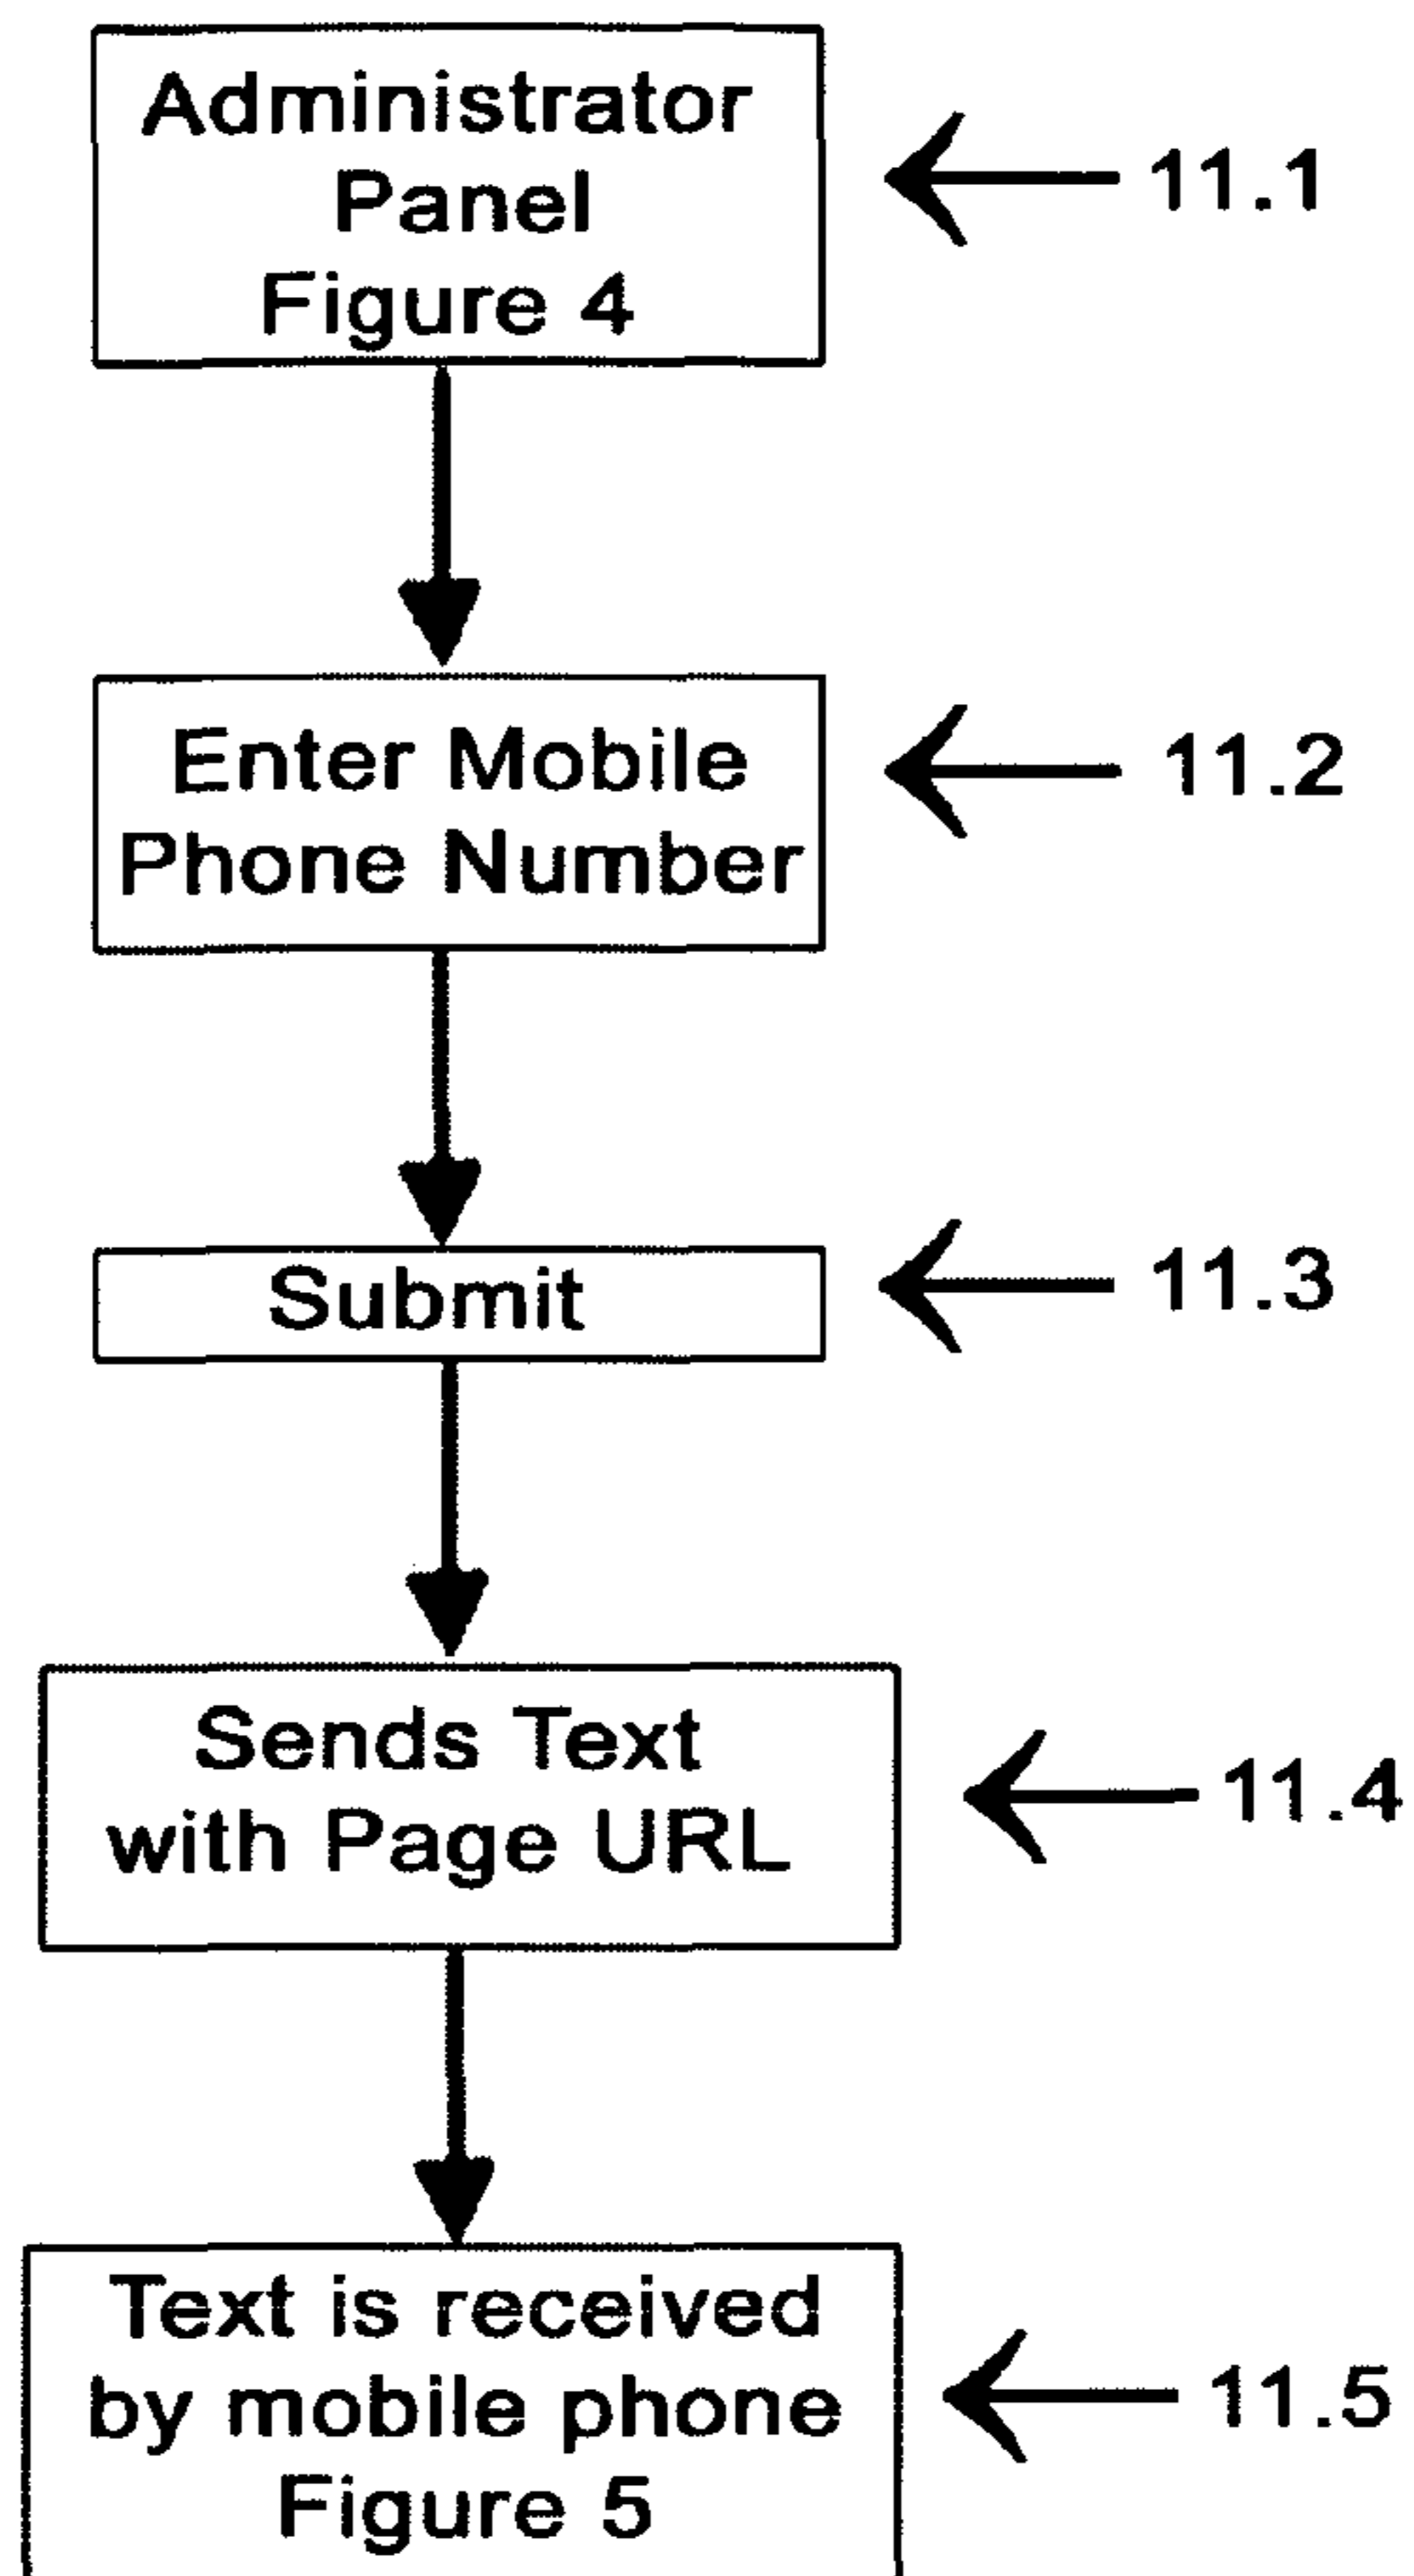 Administrator
Panel
Figure 4
11.1
Enter Mobile
Phone Number
11.2
Submit
11.3
Sends Text
with Page URL
11.4
Text is received
by mobile phone
Figure 5
11.5